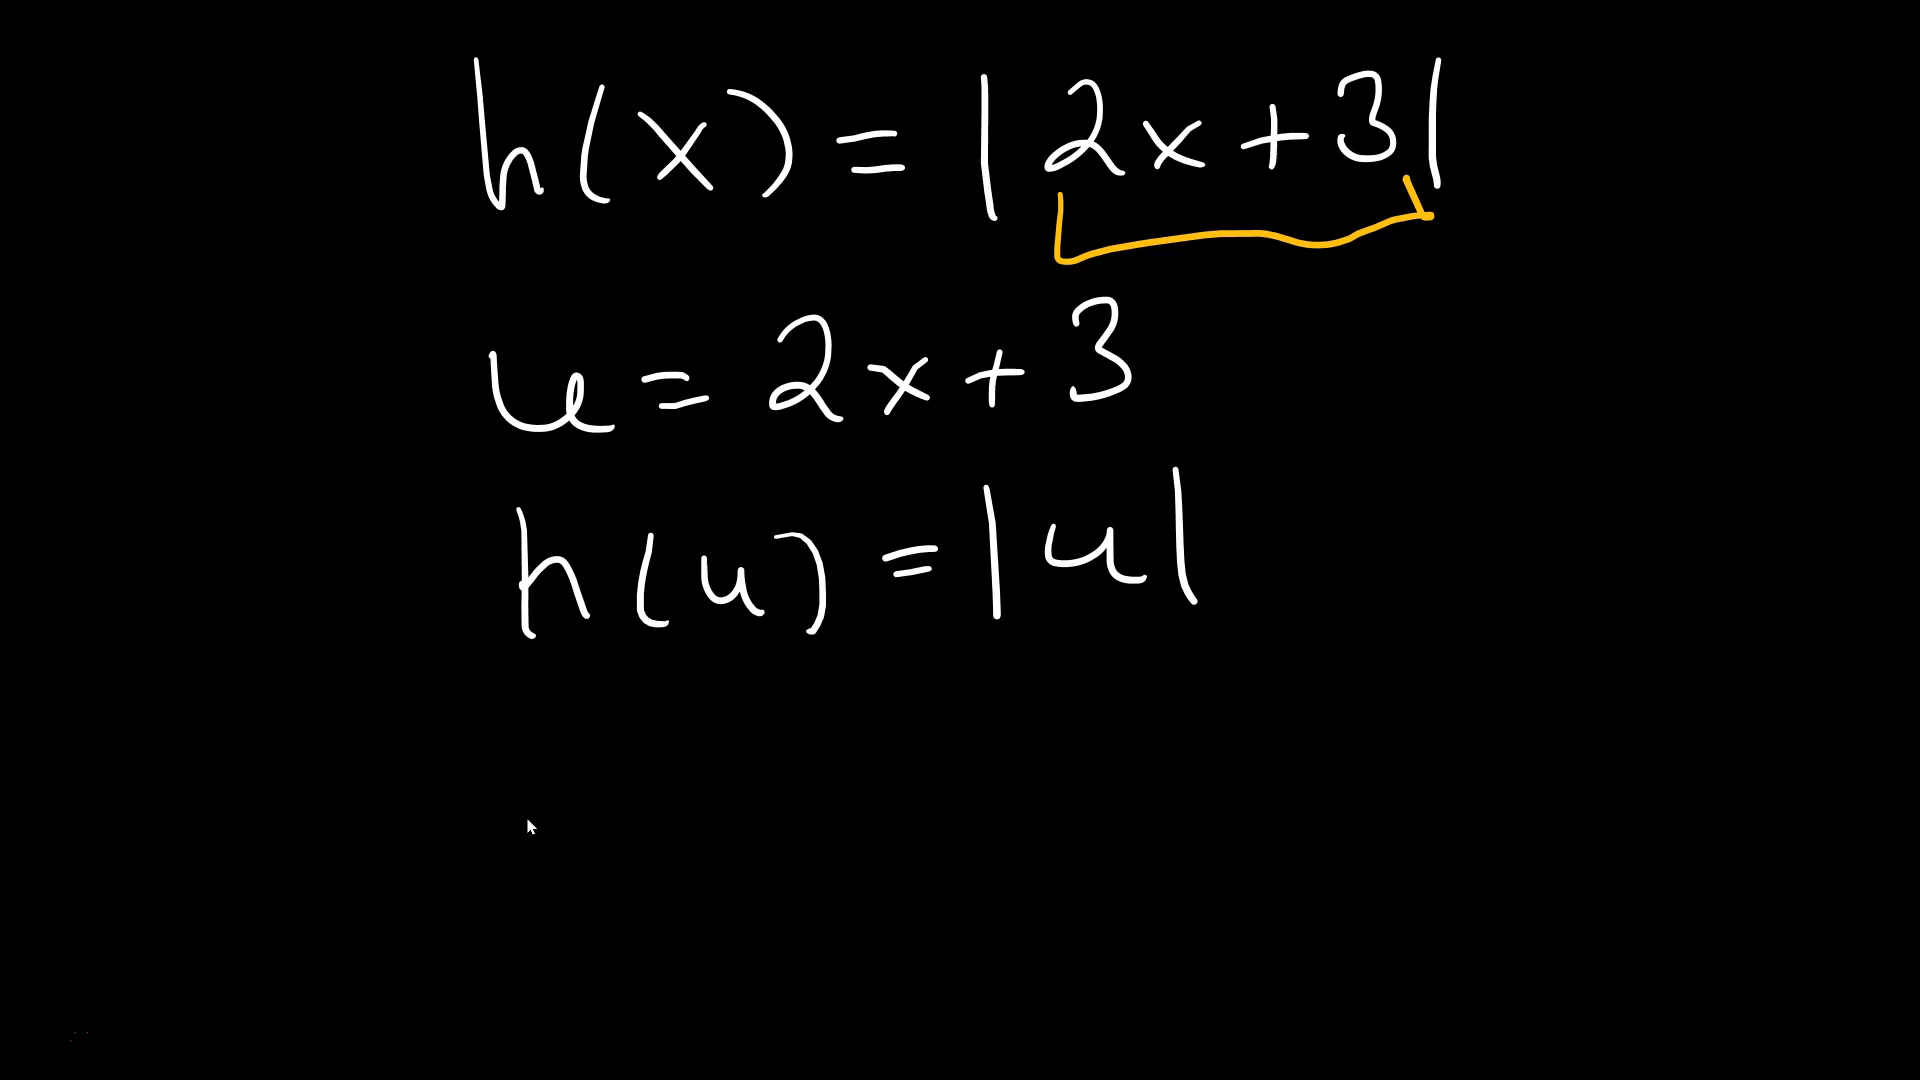 h(x) = |2x+3|
u = 2x+3
h(u) = |u|